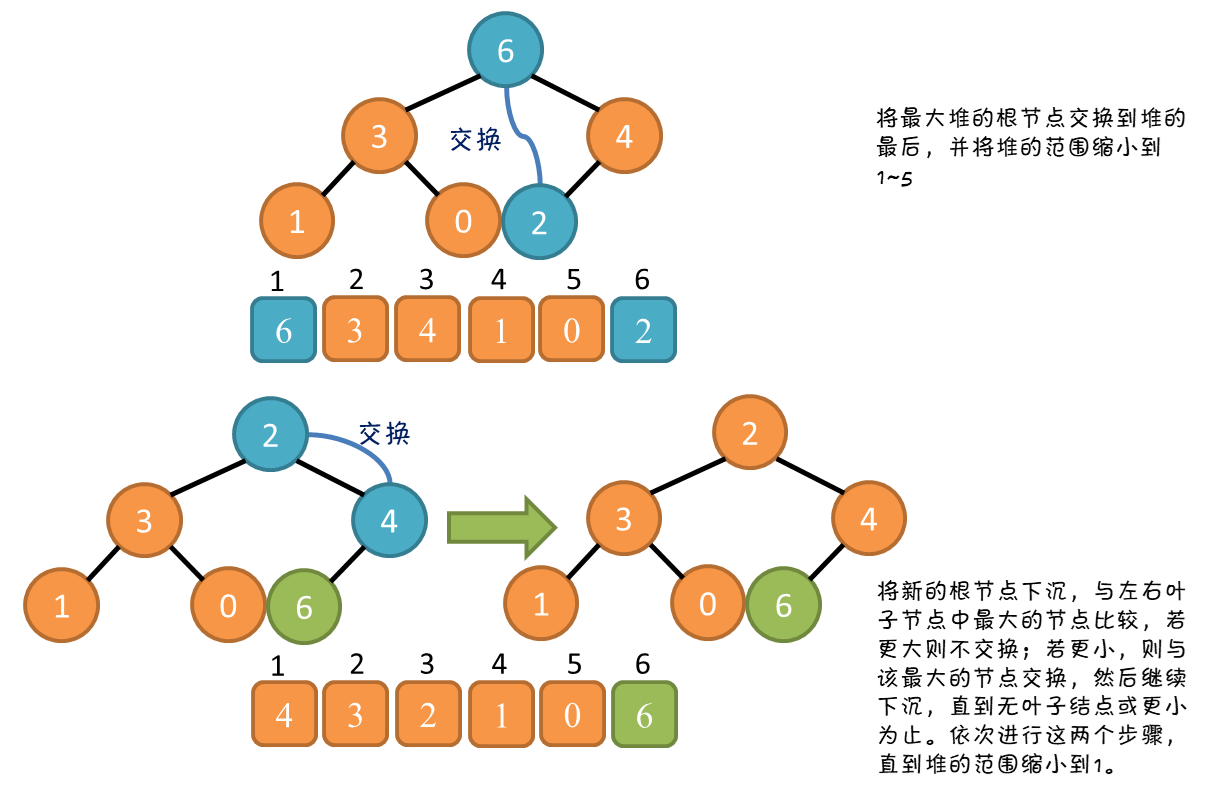 6
3
交换
4
1
0
2
将最大堆的根节点交换到堆的
最后，并将堆的范围缩小到
1~5
1 2 3 4 5 6
6 3 4 1 0 2
2
交换
3
4
1
0
6
2
3
4
1
0
6
1 2 3 4 5 6
4 3 2 1 0 6
将新的根节点下沉，与左右叶
子节点中最大的节点比较，若
更大则不交换；若更小，则与
该最大的节点交换，然后继续
下沉，直到无叶子结点或更小
为止。依次进行这两个步骤，
直到堆的范围缩小到1。